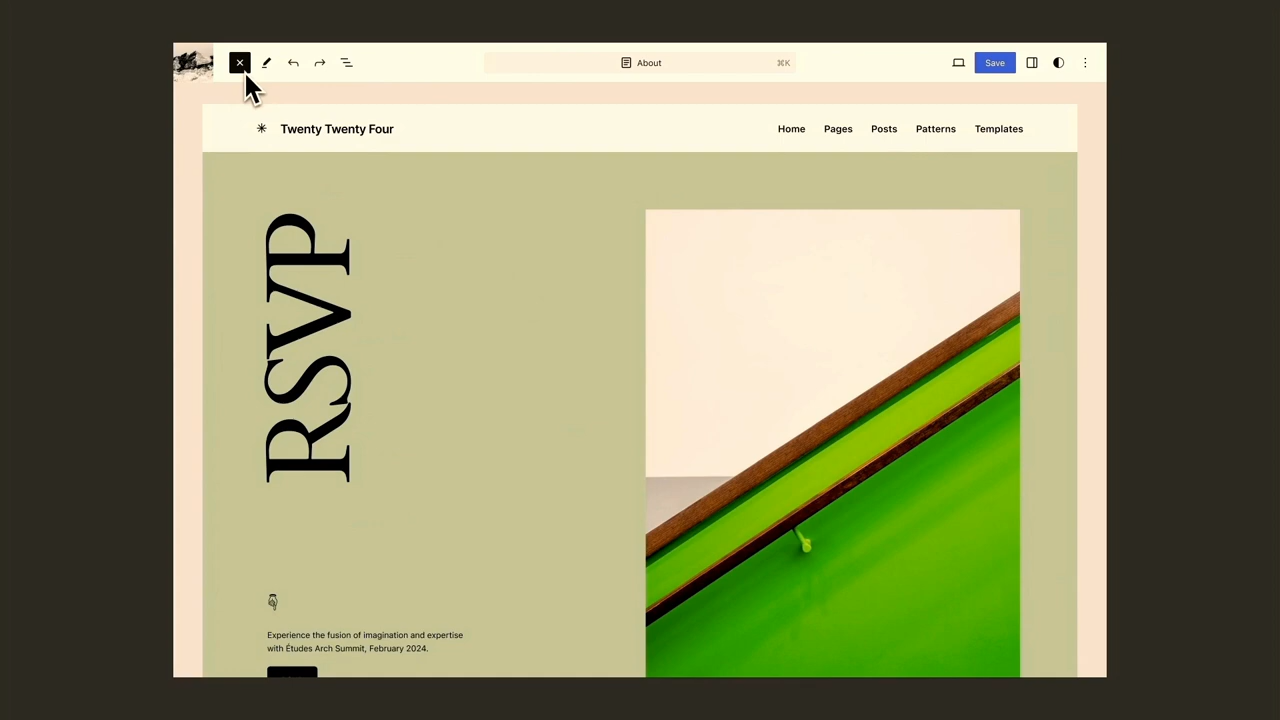 About
⌘K
Save
Twenty Twenty Four
Home Pages Posts Patterns Templates
RSVP
Experience the fusion of imagination and expertise
with Études Arch Summit, February 2024.